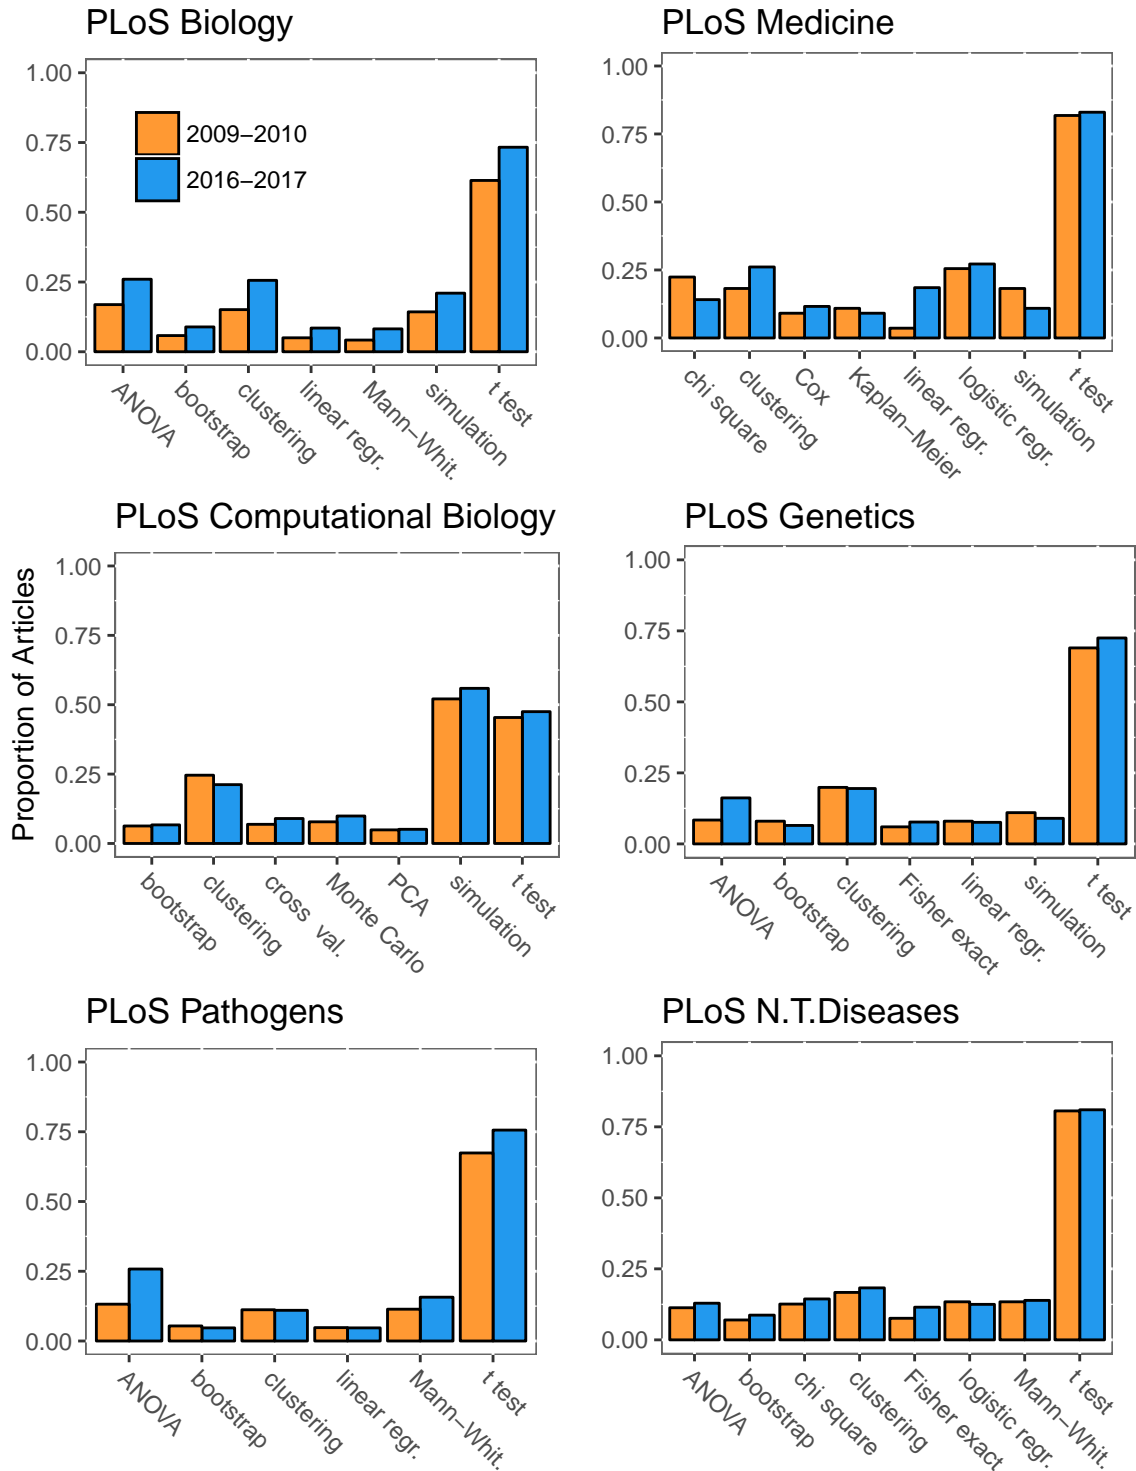 PLoS Biology
1.00
0.75
0.50
0.25
0.00
2009–2010
2016–2017
ANOVA
bootstrap
clustering
linear regr.
Mann–Whit.
simulation
t test
PLoS Medicine
1.00
0.75
0.50
0.25
0.00
chi square
clustering
Cox
Kaplan–Meier
linear regr.
logistic regr.
simulation
t test
Proportion of Articles
PLoS Computational Biology
1.00
0.75
0.50
0.25
0.00
bootstrap
clustering
cross val.
Monte Carlo
PCA
simulation
t test
PLoS Genetics
1.00
0.75
0.50
0.25
0.00
ANOVA
bootstrap
clustering
Fisher exact
linear regr.
simulation
t test
PLoS Pathogens
1.00
0.75
0.50
0.25
0.00
ANOVA
bootstrap
clustering
linear regr.
Mann–Whit.
t test
PLoS N.T.Diseases
1.00
0.75
0.50
0.25
0.00
ANOVA
bootstrap
chi square
clustering
Fisher exact
logistic regr.
Mann–Whit.
t test